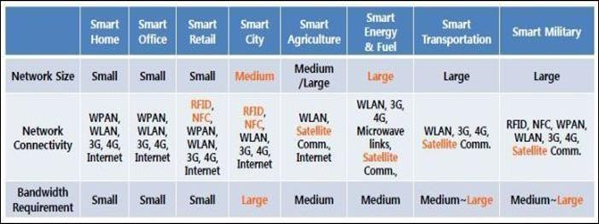 Smart Home
Smart Office
Smart Retail
Smart City
Smart Agriculture
Smart Energy & Fuel
Smart Transportation
Smart Military
Network Size
Small
Small
Small
Medium
Medium /Large
Large
Large
Large
Network Connectivity
WPAN, WLAN, 3G, 4G, Internet
WPAN, WLAN, 3G, 4G, Internet
RFID, NFC, WPAN, WLAN, 3G, 4G, Internet
RFID, NFC, WLAN, 3G, 4G, Internet
WLAN, Satellite Comm., Internet
WLAN, 3G, 4G, Microwave links, Satellite Comm.,
WLAN, 3G, 4G, Satellite Comm.
RFID, NFC, WPAN, WLAN, 3G, 4G, Satellite Comm.
Bandwidth Requirement
Small
Small
Small
Large
Medium
Medium
Medium~Large
Medium~Large